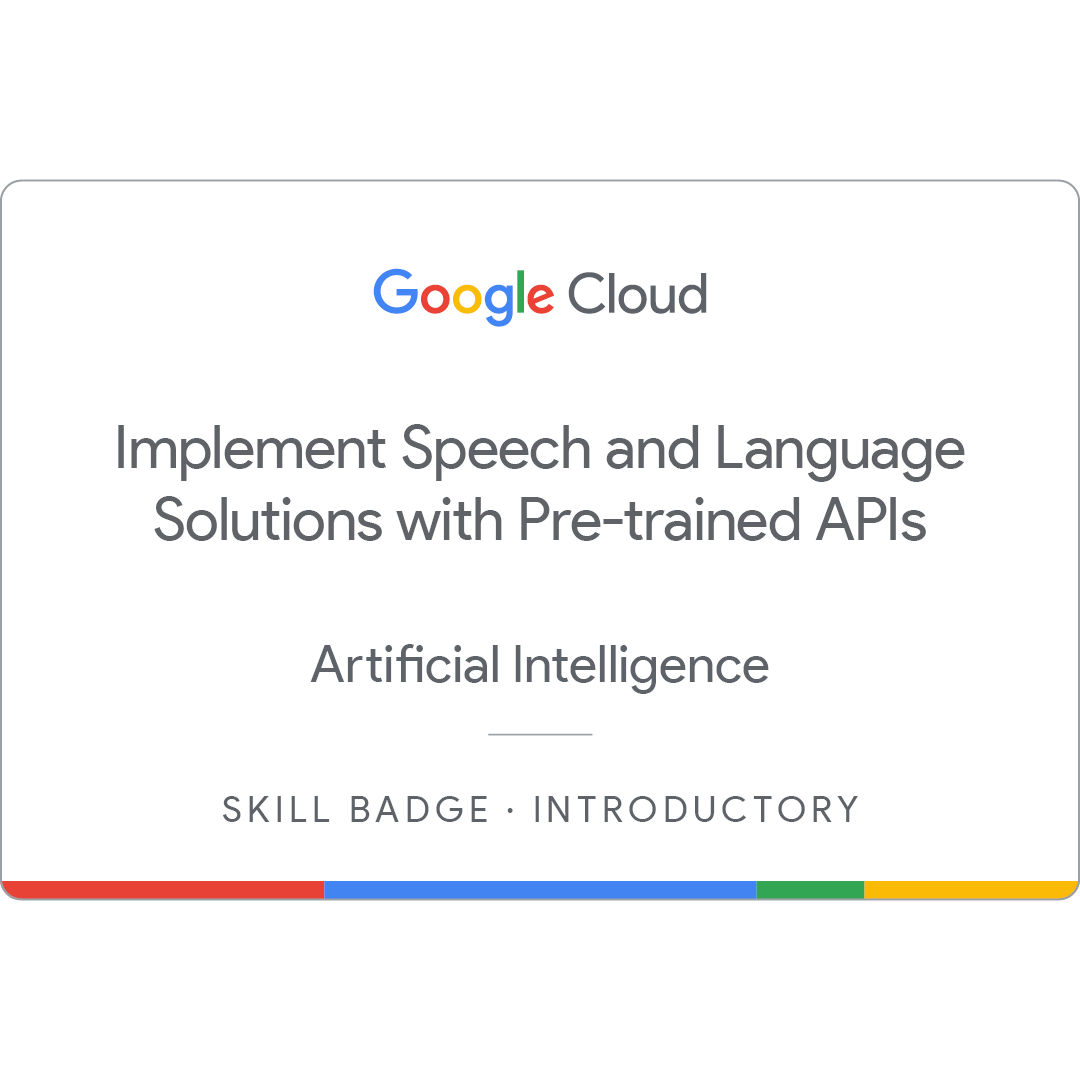 Google Cloud
Implement Speech and Language
Solutions with Pre-trained APIs
Artificial Intelligence
SKILL BADGE · INTRODUCTORY